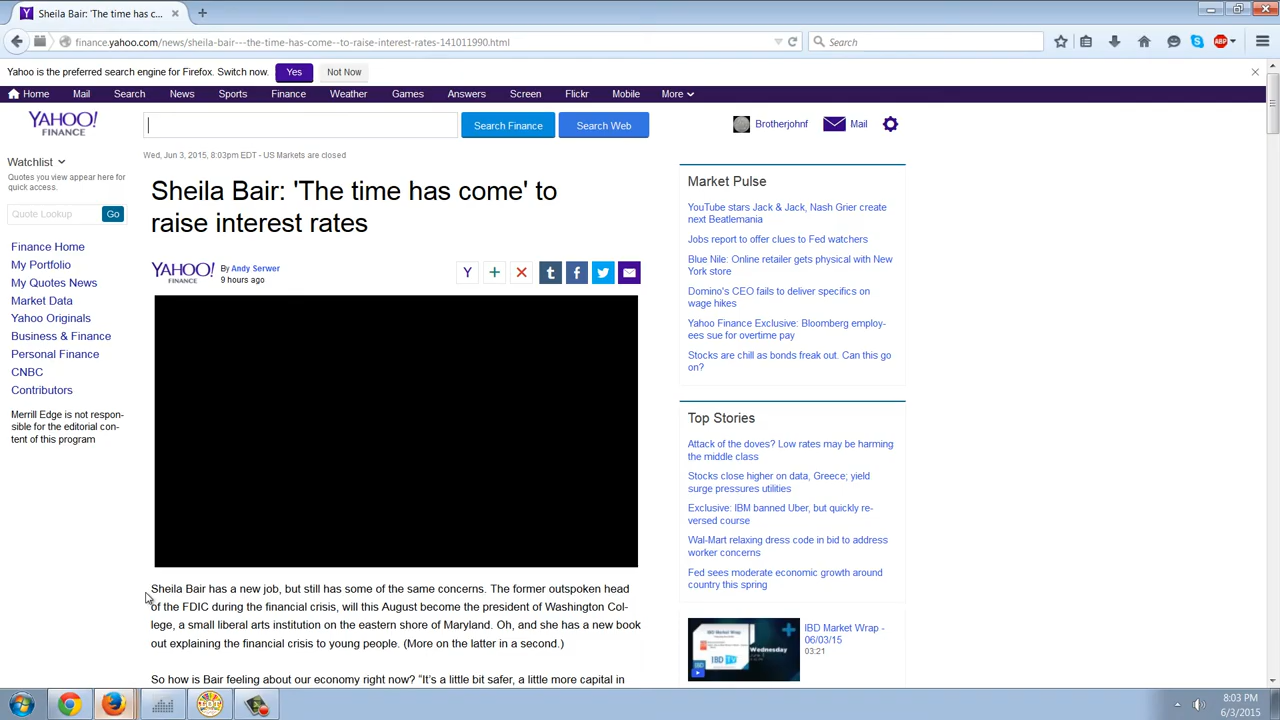 Sheila Bair: 'The time has c...
finance.yahoo.com/news/sheila-bair---the-time-has-come--to-raise-interest-rates-141011990.html
Search
ABP
Yahoo is the preferred search engine for Firefox. Switch now.
Yes
Not Now
Home
Mail
Search
News
Sports
Finance
Weather
Games
Answers
Screen
Flickr
Mobile
More
YAHOO!
FINANCE
Search Finance
Search Web
Brotherjohnf
Mail
Watchlist
Quotes you view appear here for
quick access.
Quote Lookup
Go
Finance Home
My Portfolio
My Quotes News
Market Data
Yahoo Originals
Business & Finance
Personal Finance
CNBC
Contributors
Merrill Edge is not respon-
sible for the editorial con-
tent of this program
Wed, Jun 3, 2015, 8:03pm EDT - US Markets are closed
Sheila Bair: 'The time has come' to
raise interest rates
YAHOO!
FINANCE
By Andy Serwer
9 hours ago
Sheila Bair has a new job, but still has some of the same concerns. The former outspoken head
of the FDIC during the financial crisis, will this August become the president of Washington Col-
lege, a small liberal arts institution on the eastern shore of Maryland. Oh, and she has a new book
out explaining the financial crisis to young people. (More on the latter in a second.)
So how is Bair feeling about our economy right now? "It's a little bit safer, a little more capital in
Market Pulse
YouTube stars Jack & Jack, Nash Grier create
next Beatlemania
Jobs report to offer clues to Fed watchers
Blue Nile: Online retailer gets physical with New
York store
Domino's CEO fails to deliver specifics on
wage hikes
Yahoo Finance Exclusive: Bloomberg employ-
ees sue for overtime pay
Stocks are chill as bonds freak out. Can this go
on?
Top Stories
Attack of the doves? Low rates may be harming
the middle class
Stocks close higher on data, Greece; yield
surge pressures utilities
Exclusive: IBM banned Uber, but quickly re-
versed course
Wal-Mart relaxing dress code in bid to address
worker concerns
Fed sees moderate economic growth around
country this spring
IBD Market Wrap
Wednesday
IBD TV
IBD Market Wrap -
06/03/15
03:21
8:03 PM
6/3/2015